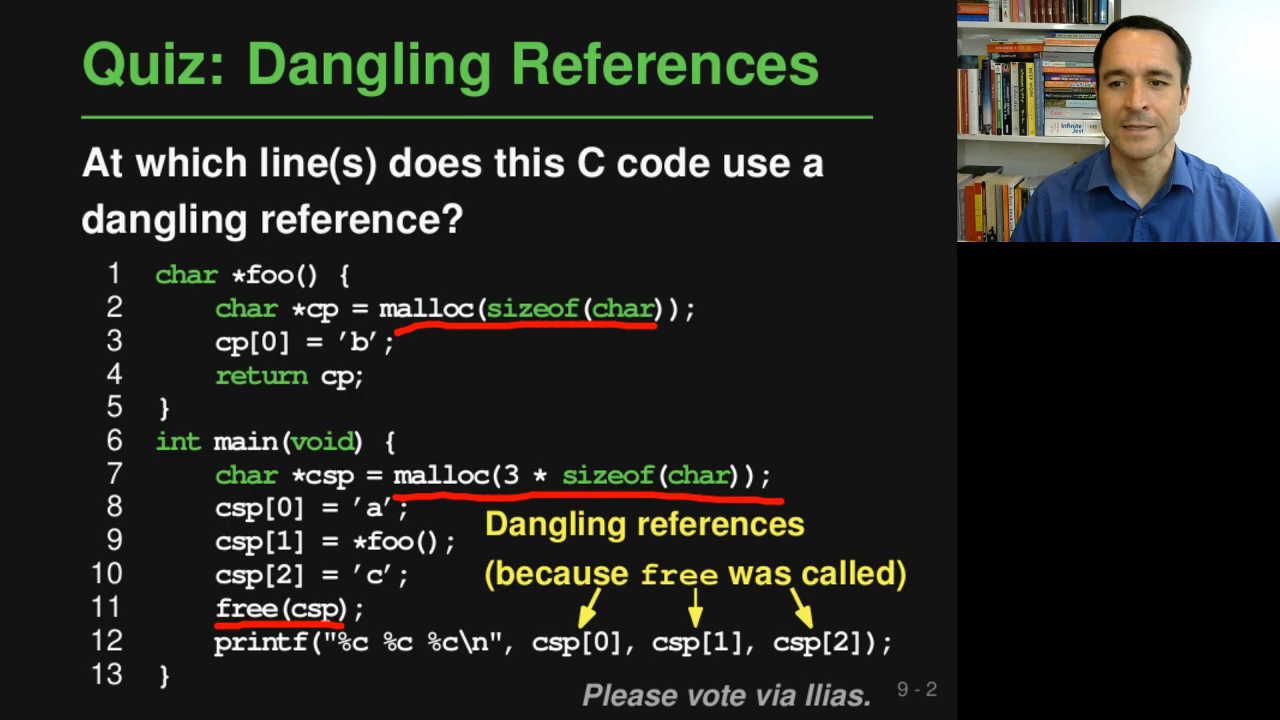 Quiz: Dangling References
At which line(s) does this C code use a
dangling reference?
1 char *foo() {
2 char *cp = malloc(sizeof(char));
3 cp[0] = ’b’;
4 return cp;
5 }
6 int main(void) {
7 char *csp = malloc(3 * sizeof(char));
8 csp[0] = ’a’;
Dangling references
9 csp[1] = *foo();
(because free was called)
10 csp[2] = ’c’;
11 free(csp);
12 printf("%c %c %c\n", csp[0], csp[1], csp[2]);
13 }
Please vote via Ilias.
9 - 2
Infinite
Jest